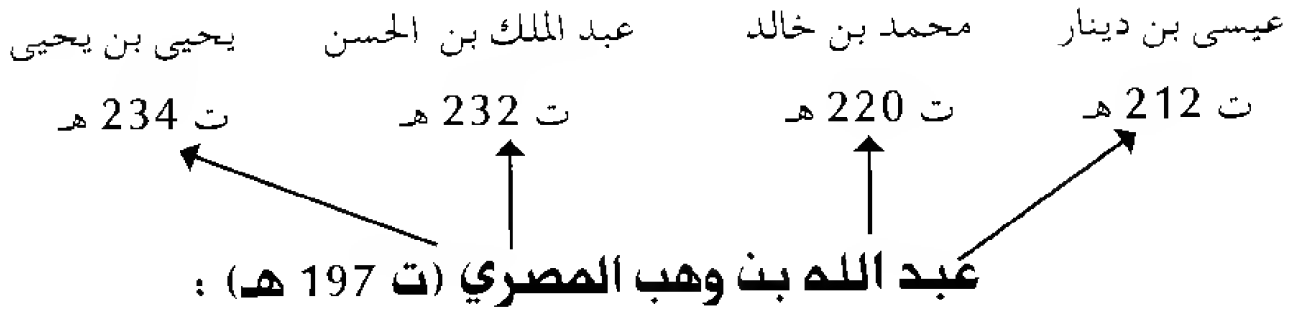 عيسى بن دينار محمد بن خالد عبد الملك بن الحسن يحيى بن يحيى
ت 212 هـ ت 220 هـ ت 232 هـ ت 234 هـ
عبد الله بن وهب المصري (ت 197 هـ) :